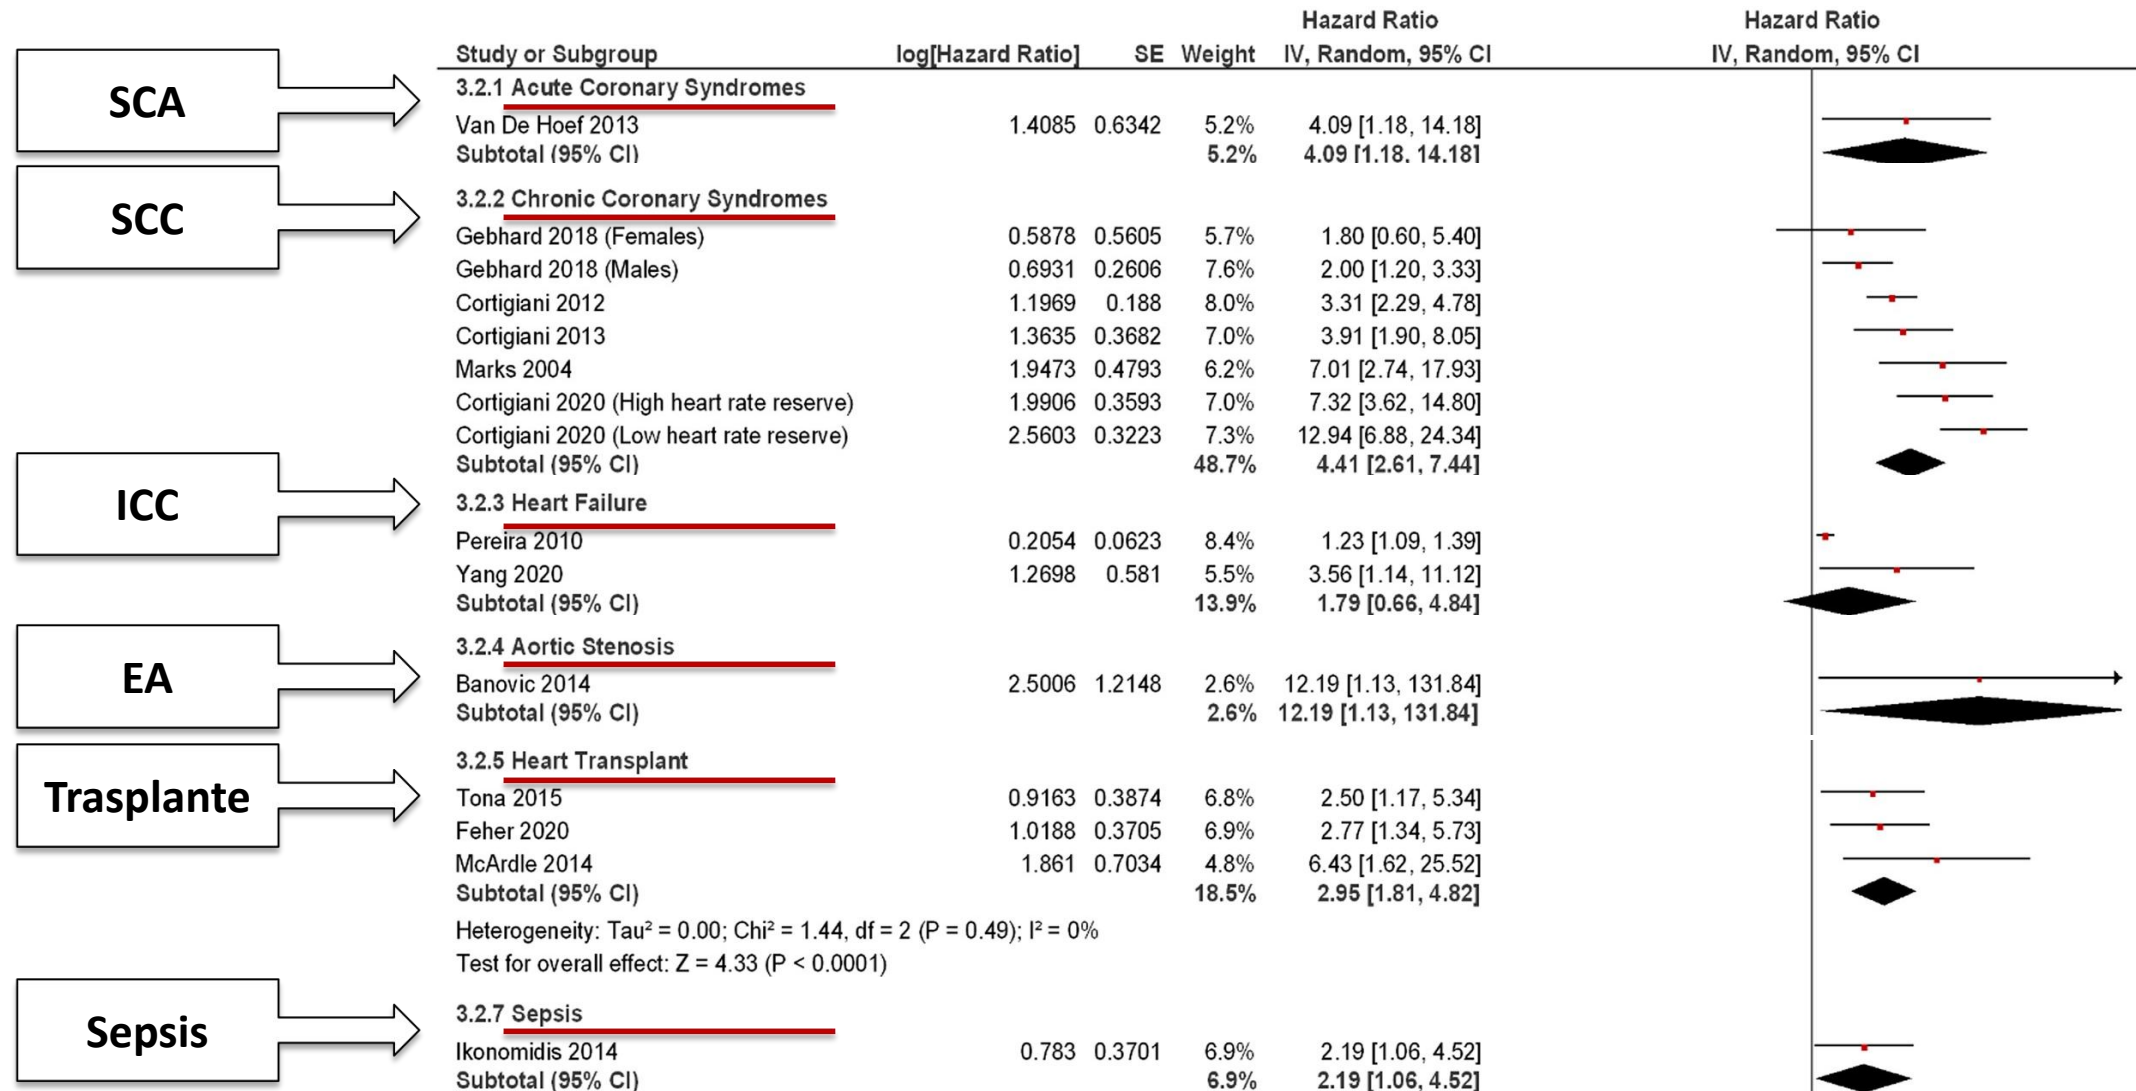 Hazard Ratio Hazard Ratio
Study or Subgroup log[Hazard Ratio] SE Weight IV, Random, 95% CI IV, Random, 95% CI
SCA
3.2.1 Acute Coronary Syndromes
Van De Hoef 2013 1.4085 0.6342 5.2% 4.09 [1.18, 14.18]
Subtotal (95% CI) 5.2% 4.09 [1.18, 14.18]
SCC
3.2.2 Chronic Coronary Syndromes
Gebhard 2018 (Females) 0.5878 0.5605 5.7% 1.80 [0.60, 5.40]
Gebhard 2018 (Males) 0.6931 0.2606 7.6% 2.00 [1.20, 3.33]
Cortigiani 2012 1.1969 0.188 8.0% 3.31 [2.29, 4.78]
Cortigiani 2013 1.3635 0.3682 7.0% 3.91 [1.90, 8.05]
Marks 2004 1.9473 0.4793 6.2% 7.01 [2.74, 17.93]
Cortigiani 2020 (High heart rate reserve) 1.9906 0.3593 7.0% 7.32 [3.62, 14.80]
Cortigiani 2020 (Low heart rate reserve) 2.5603 0.3223 7.3% 12.94 [6.88, 24.34]
Subtotal (95% CI) 48.7% 4.41 [2.61, 7.44]
ICC
3.2.3 Heart Failure
Pereira 2010 0.2054 0.0623 8.4% 1.23 [1.09, 1.39]
Yang 2020 1.2698 0.581 5.5% 3.56 [1.14, 11.12]
Subtotal (95% CI) 13.9% 1.79 [0.66, 4.84]
EA
3.2.4 Aortic Stenosis
Banovic 2014 2.5006 1.2148 2.6% 12.19 [1.13, 131.84]
Subtotal (95% CI) 2.6% 12.19 [1.13, 131.84]
Trasplante
3.2.5 Heart Transplant
Tona 2015 0.9163 0.3874 6.8% 2.50 [1.17, 5.34]
Feher 2020 1.0188 0.3705 6.9% 2.77 [1.34, 5.73]
McArdle 2014 1.861 0.7034 4.8% 6.43 [1.62, 25.52]
Subtotal (95% CI) 18.5% 2.95 [1.81, 4.82]
Heterogeneity: Tau² = 0.00; Chi² = 1.44, df = 2 (P = 0.49); I² = 0%
Test for overall effect: Z = 4.33 (P < 0.0001)
Sepsis
3.2.7 Sepsis
Ikonomidis 2014 0.783 0.3701 6.9% 2.19 [1.06, 4.52]
Subtotal (95% CI) 6.9% 2.19 [1.06, 4.52]